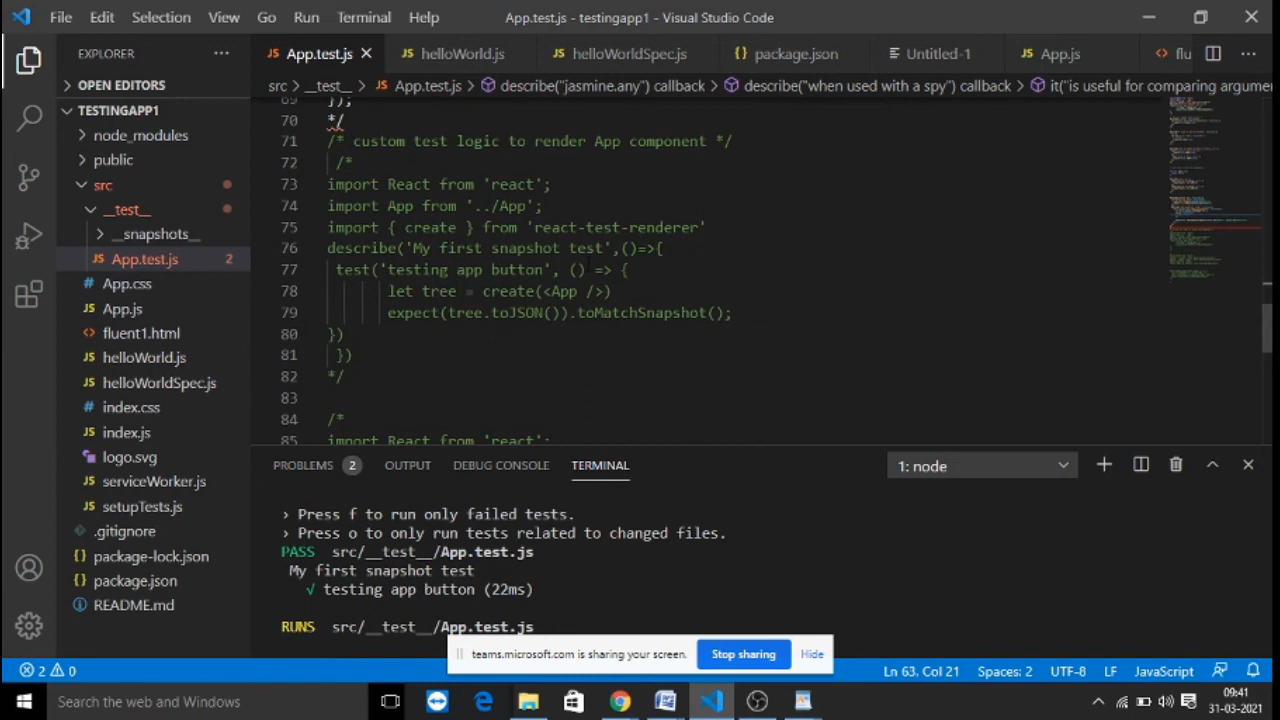 File Edit Selection View Go Run Terminal Help App.test.js - testingapp1 - Visual Studio Code
EXPLORER ... App.test.js helloWorld.js helloWorldSpec.js package.json Untitled-1 App.js flu
OPEN EDITORS
src > __test__ > App.test.js > describe("jasmine.any") callback > describe("when used with a spy") callback > it("is useful for comparing argumen
TESTINGAPP1
node_modules
public
src
__test__
__snapshots__
App.test.js 2
App.css
App.js
fluent1.html
helloWorld.js
helloWorldSpec.js
index.css
index.js
logo.svg
serviceWorker.js
setupTests.js
.gitignore
package-lock.json
package.json
README.md
69 });
70 */
71 /* custom test logic to render App component */
72 /*
73 import React from 'react';
74 import App from '../App';
75 import { create } from 'react-test-renderer'
76 describe('My first snapshot test',()=>{
77 test('testing app button', () => {
78 let tree = create(<App />)
79 expect(tree.toJSON()).toMatchSnapshot();
80 })
81 })
82 */
83
84 /*
85 import React from 'react';
PROBLEMS 2 OUTPUT DEBUG CONSOLE TERMINAL 1: node
› Press f to run only failed tests.
› Press o to only run tests related to changed files.
PASS src/__test__/App.test.js
My first snapshot test
√ testing app button (22ms)
RUNS src/__test__/App.test.js
teams.microsoft.com is sharing your screen. Stop sharing Hide
2 0 Ln 63, Col 21 Spaces: 2 UTF-8 LF JavaScript
Search the web and Windows
09:41
31-03-2021